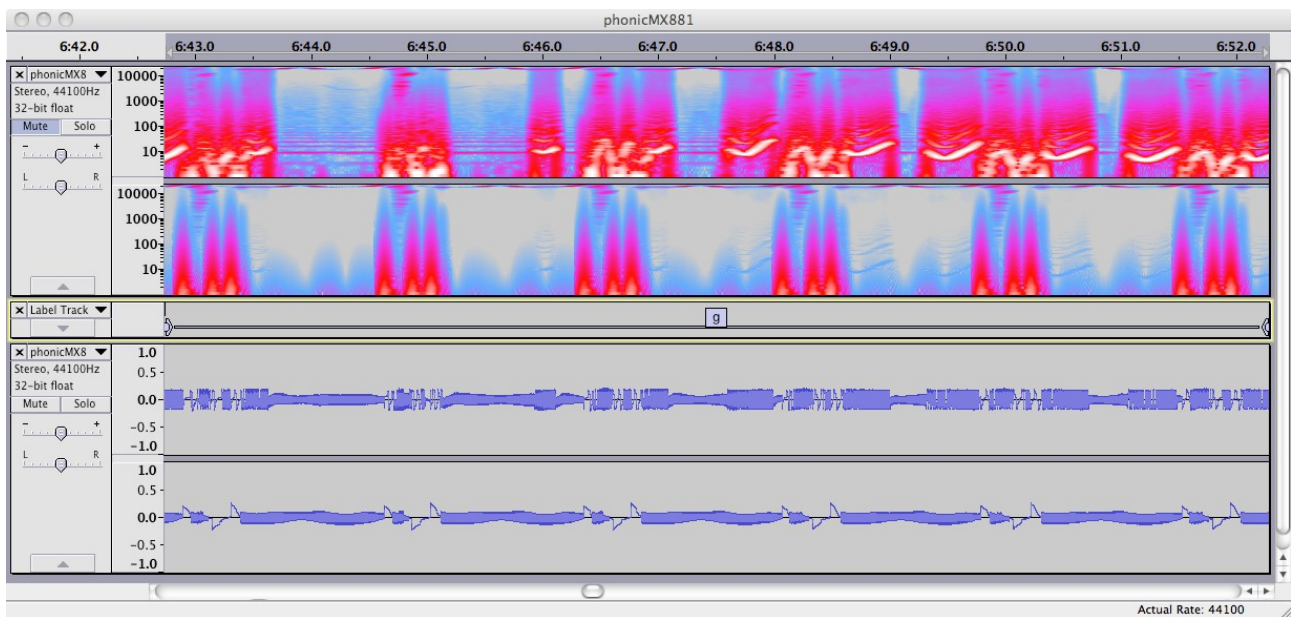 phonicMX881
6:42.0 6:43.0 6:44.0 6:45.0 6:46.0 6:47.0 6:48.0 6:49.0 6:50.0 6:51.0 6:52.0
phonicMX8
Stereo, 44100Hz
32-bit float
Mute Solo
- +
L R
10000-
1000-
100-
10-
10000-
1000-
100-
10-
Label Track
g
phonicMX8
Stereo, 44100Hz
32-bit float
Mute Solo
- +
L R
1.0
0.5-
0.0-
-0.5-
-1.0
1.0
0.5-
0.0-
-0.5-
-1.0
Actual Rate: 44100